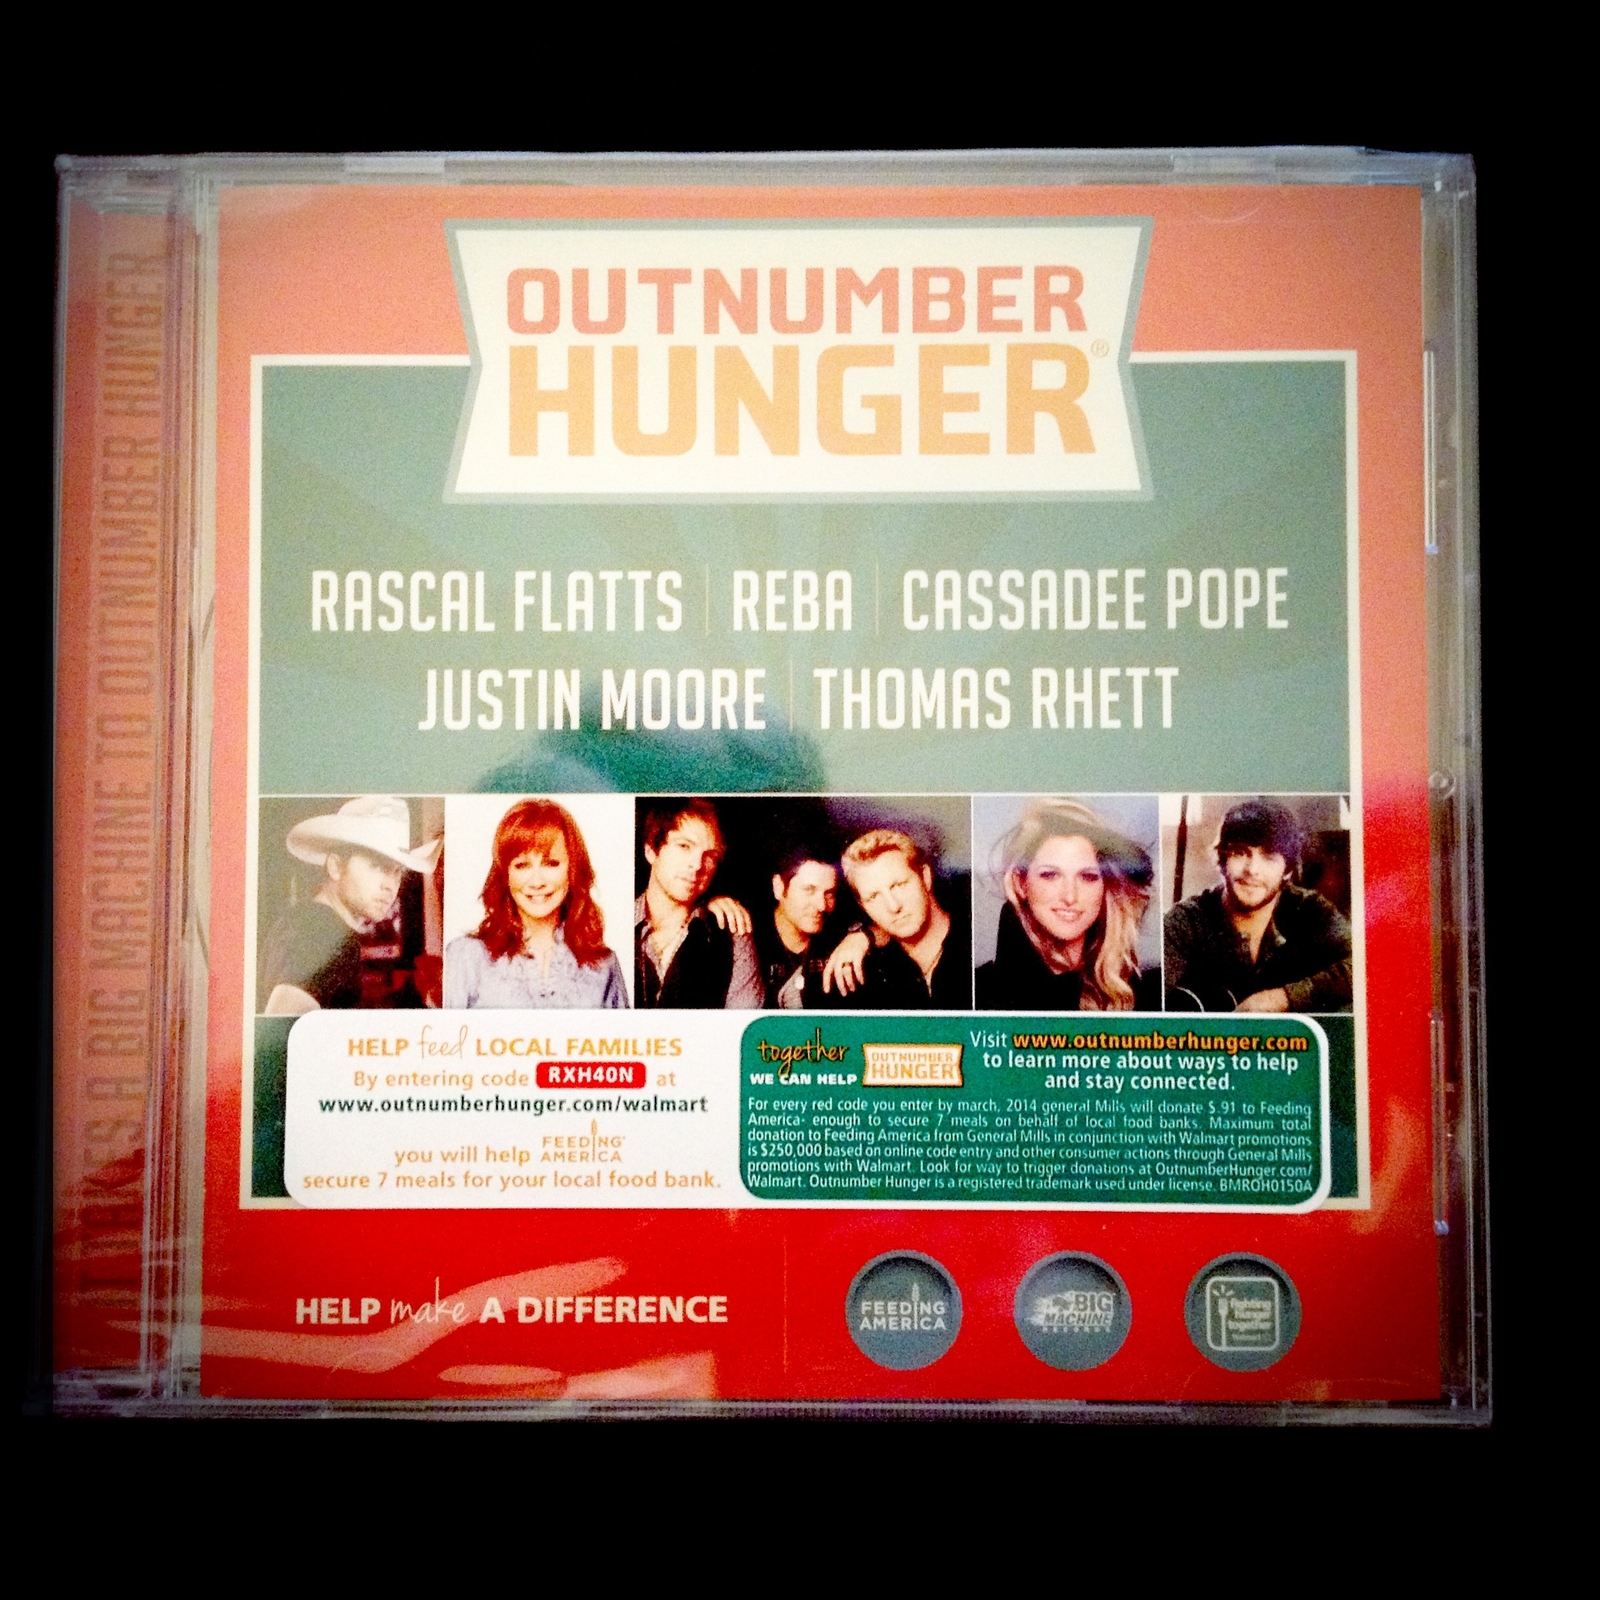 IT TAKES A BIG MACHINE TO OUTNUMBER HUNGER
OUTNUMBER
HUNGER®
RASCAL FLATTS | REBA | CASSADEE POPE
JUSTIN MOORE | THOMAS RHETT
HELP feed LOCAL FAMILIES
By entering code RXH40N at
www.outnumberhunger.com/walmart
you will help FEEDING AMERICA
secure 7 meals for your local food bank.
together
WE CAN HELP
OUTNUMBER
HUNGER
Visit www.outnumberhunger.com
to learn more about ways to help
and stay connected.
For every red code you enter by march, 2014 general Mills will donate $.91 to Feeding
America- enough to secure 7 meals on behalf of local food banks. Maximum total
donation to Feeding America from General Mills in conjunction with Walmart promotions
is $250,000 based on online code entry and other consumer actions through General Mills
promotions with Walmart. Look for way to trigger donations at OutnumberHunger.com/
Walmart. Outnumber Hunger is a registered trademark used under license. BMROH0150A
HELP make A DIFFERENCE
FEEDING
AMERICA
BIG
MACHINE
RECORDS
fighting
hunger
together
Walmart